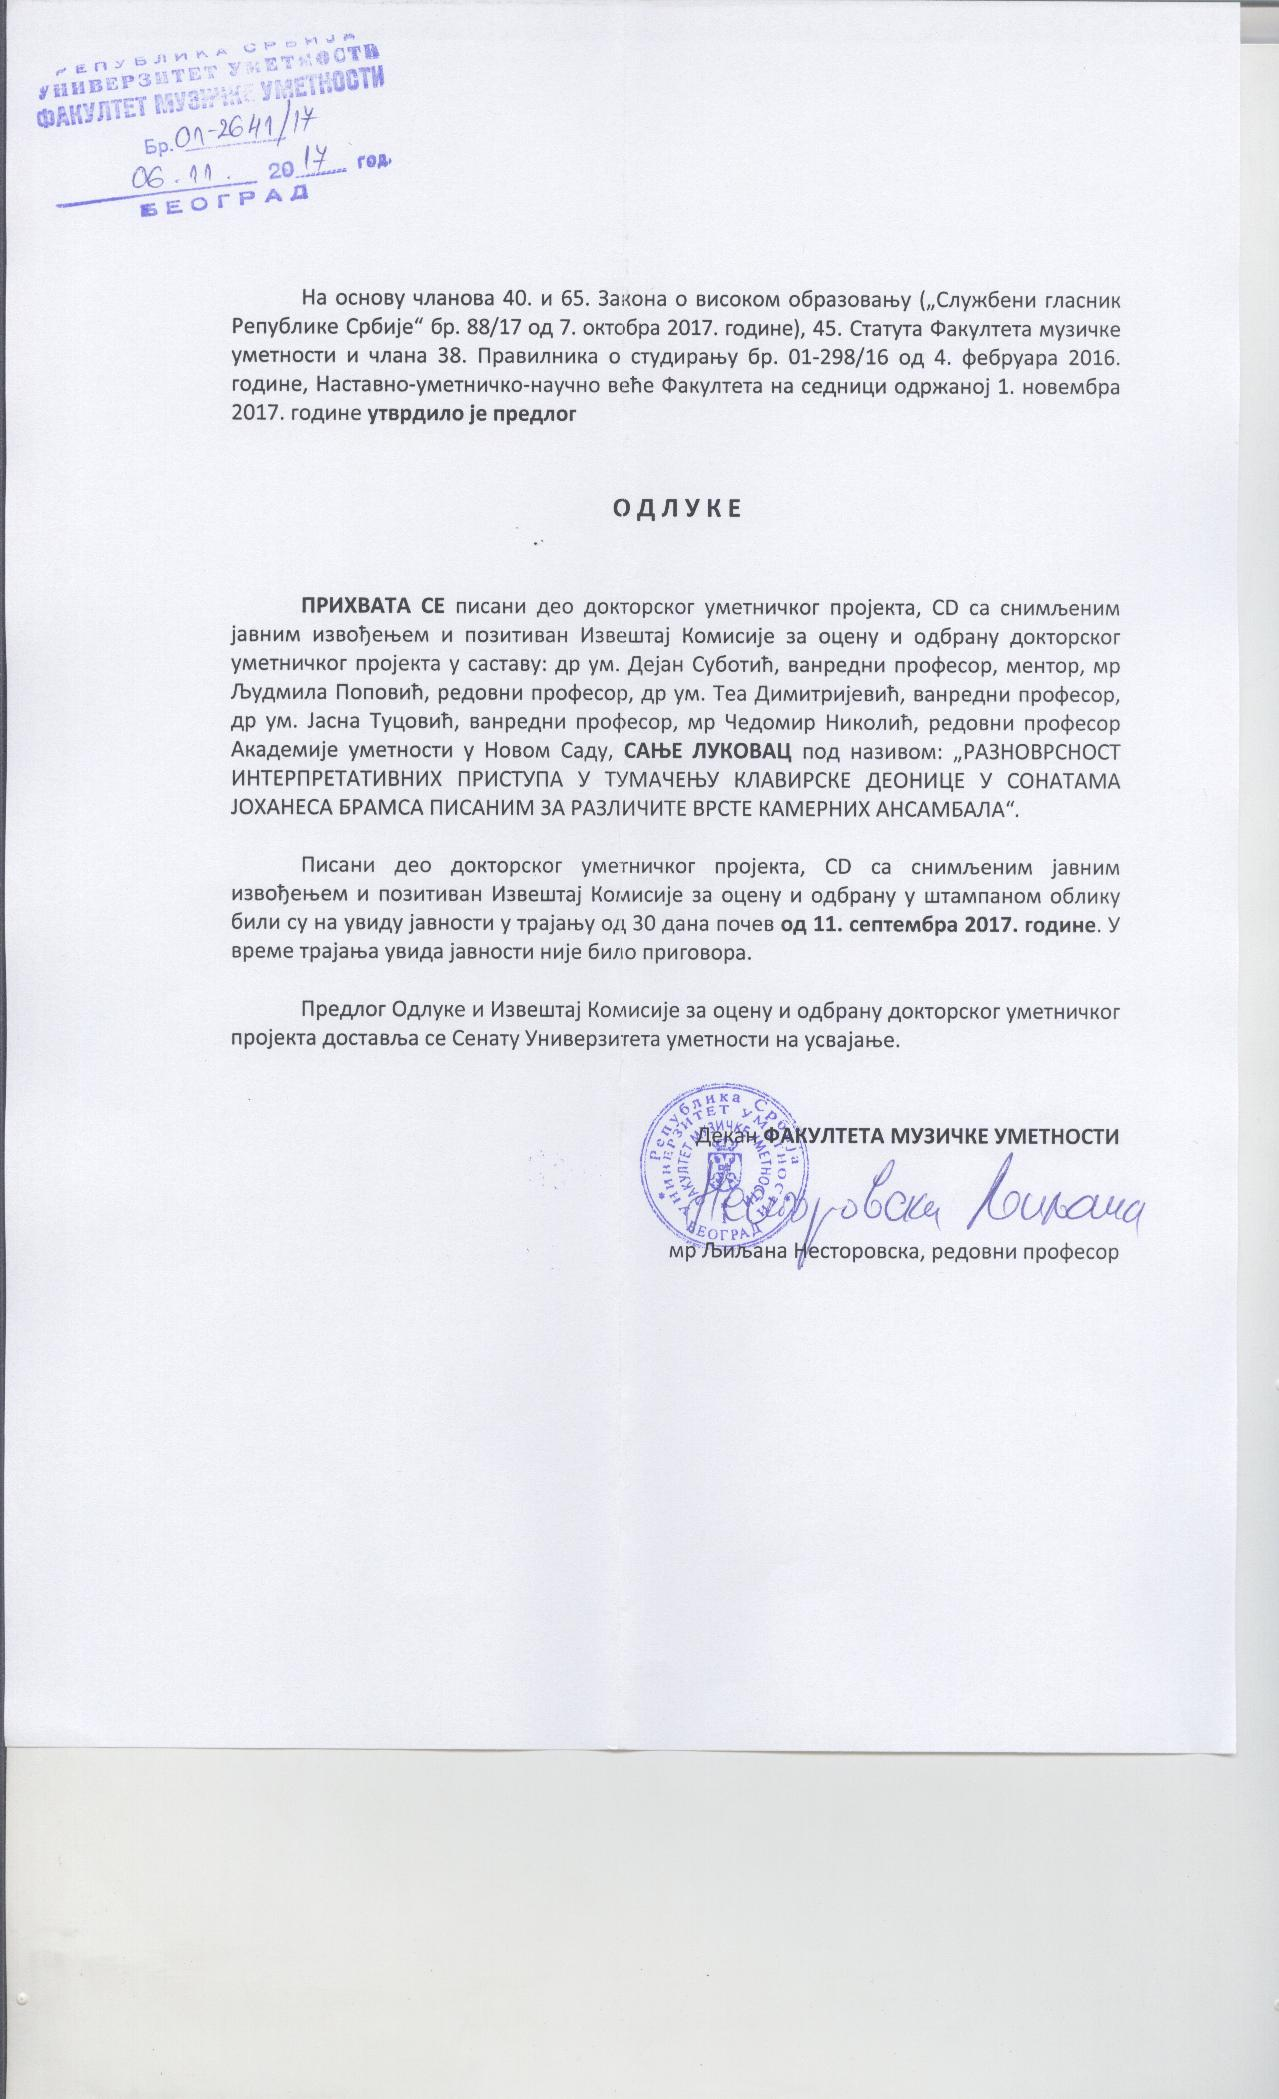 РЕПУБЛИКА СРБИЈА
УНИВЕРЗИТЕТ УМЕТНОСТИ
ФАКУЛТЕТ МУЗИЧКЕ УМЕТНОСТИ
Бр. 01-2641/17
06.11. 2017 год.
БЕОГРАД
На основу чланова 40. и 65. Закона о високом образовању („Службени гласник
Републике Србије“ бр. 88/17 од 7. октобра 2017. године), 45. Статута Факултета музичке
уметности и члана 38. Правилника о студирању бр. 01-298/16 од 4. фебруара 2016.
године, Наставно-уметничко-научно веће Факултета на седници одржаној 1. новембра
2017. године утврдило је предлог
О Д Л У К Е
ПРИХВАТА СЕ писани део докторског уметничког пројекта, CD са снимљеним
јавним извођењем и позитиван Извештај Комисије за оцену и одбрану докторског
уметничког пројекта у саставу: др ум. Дејан Суботић, ванредни професор, ментор, мр
Људмила Поповић, редовни професор, др ум. Теа Димитријевић, ванредни професор,
др ум. Јасна Туцовић, ванредни професор, мр Чедомир Николић, редовни професор
Академије уметности у Новом Саду, САЊЕ ЛУКОВАЦ под називом: „РАЗНОВРСНОСТ
ИНТЕРПРЕТАТИВНИХ ПРИСТУПА У ТУМАЧЕЊУ КЛАВИРСКЕ ДЕОНИЦЕ У СОНАТАМА
ЈОХАНЕСА БРАМСА ПИСАНИМ ЗА РАЗЛИЧИТЕ ВРСТЕ КАМЕРНИХ АНСАМБАЛА“.
Писани део докторског уметничког пројекта, CD са снимљеним јавним
извођењем и позитиван Извештај Комисије за оцену и одбрану у штампаном облику
били су на увиду јавности у трајању од 30 дана почев од 11. септембра 2017. године. У
време трајања увида јавности није било приговора.
Предлог Одлуке и Извештај Комисије за оцену и одбрану докторског уметничког
пројекта доставља се Сенату Универзитета уметности на усвајање.
Република Србија
УНИВЕРЗИТЕТ УМЕТНОСТИ
ФАКУЛТЕТ МУЗИЧКЕ УМЕТНОСТИ
БЕОГРАД
Декан ФАКУЛТЕТА МУЗИЧКЕ УМЕТНОСТИ
Несторовска Љиљана
мр Љиљана Несторовска, редовни професор